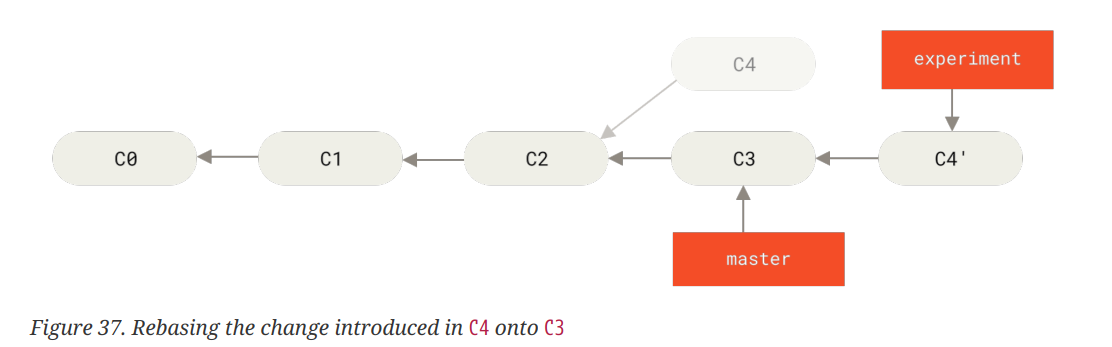 C4
experiment
C0
C1
C2
C3
C4'
master
Figure 37. Rebasing the change introduced in C4 onto C3